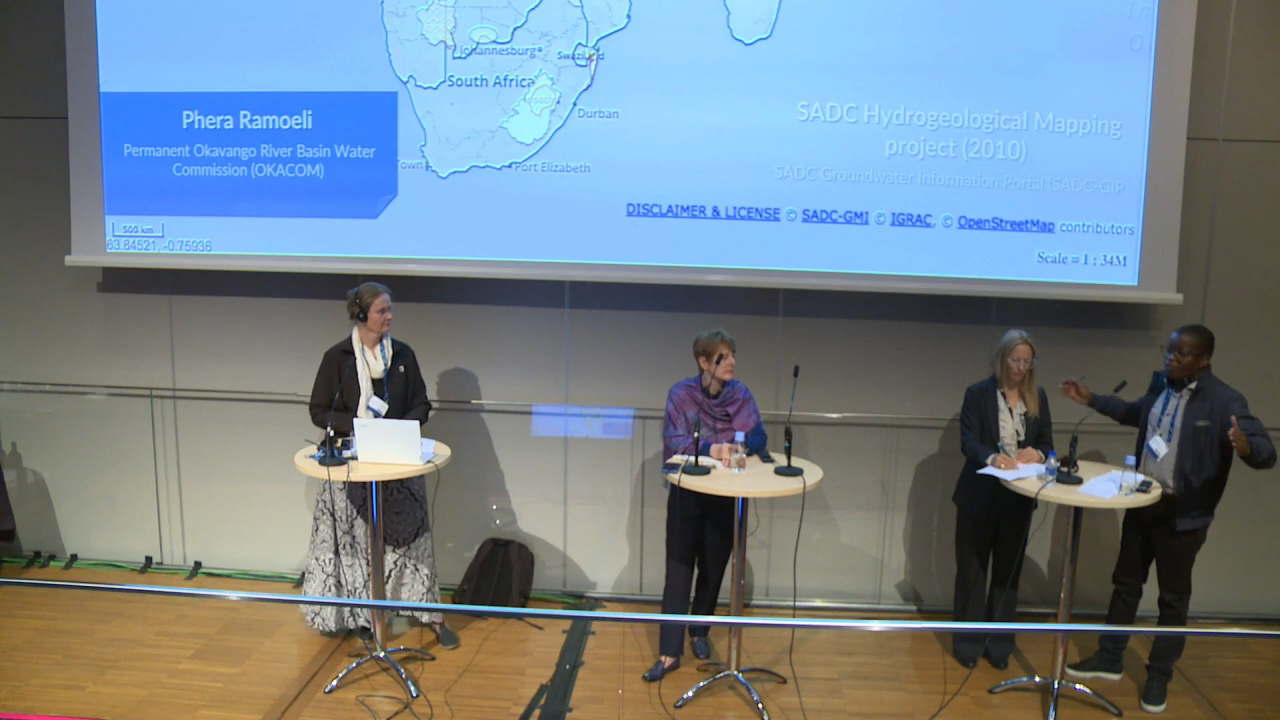 Johannesburg
Swaziland
South Africa
Lesotho
Durban
Town
Port Elizabeth
Phera Ramoeli
Permanent Okavango River Basin Water
Commission (OKACOM)
SADC Hydrogeological Mapping
project (2010)
SADC Groundwater Information Portal (SADC-GIP)
DISCLAIMER & LICENSE © SADC-GMI © IGRAC, © OpenStreetMap contributors
500 km
63.84521, -0.75936
Scale = 1 : 34M